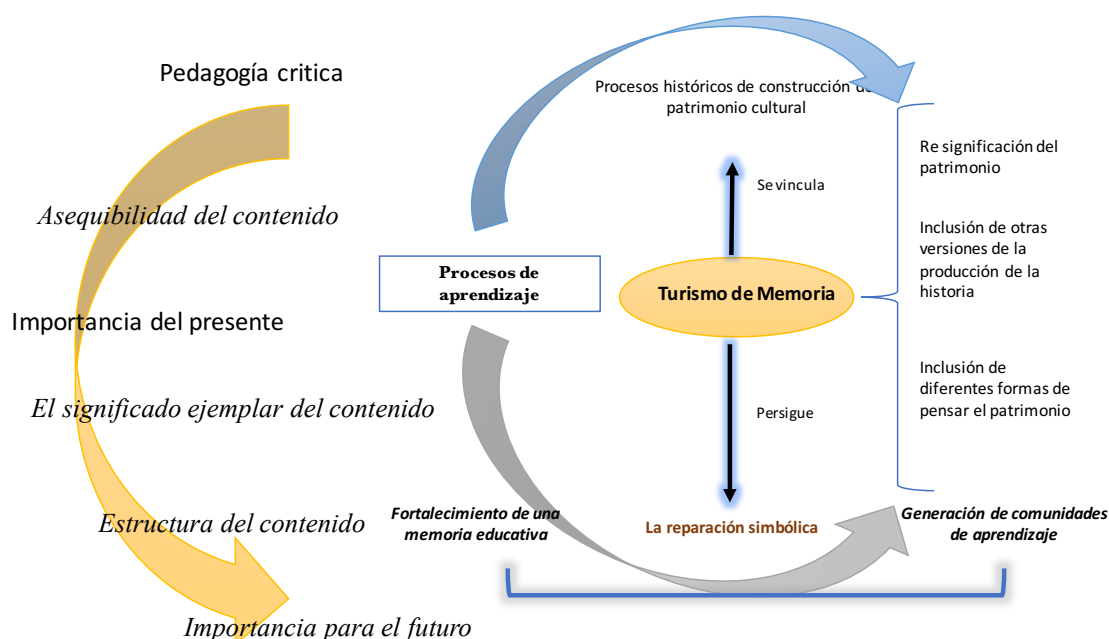 Pedagogía critica
Asequibilidad del contenido
Importancia del presente
El significado ejemplar del contenido
Estructura del contenido
Importancia para el futuro
Procesos históricos de construcción de
patrimonio cultural
Se vincula
Procesos de
aprendizaje
Turismo de Memoria
Persigue
Fortalecimiento de una
memoria educativa
La reparación simbólica
Generación de comunidades
de aprendizaje
Re significación del
patrimonio
Inclusión de otras
versiones de la
producción de la
historia
Inclusión de
diferentes formas de
pensar el patrimonio